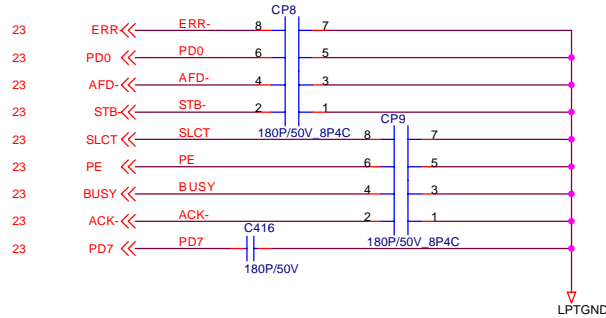 CP8
23 ERR- ERR- 8 7
23 PD0 PD0 6 5
23 AFD- AFD- 4 3
23 STB- STB- 2 1
CP9
180P/50V_8P4C
23 SLCT SLCT 8 7
23 PE PE 6 5
23 BUSY BUSY 4 3
23 ACK- ACK- 2 1
C416
180P/50V_8P4C
23 PD7 PD7
180P/50V
LPTGND